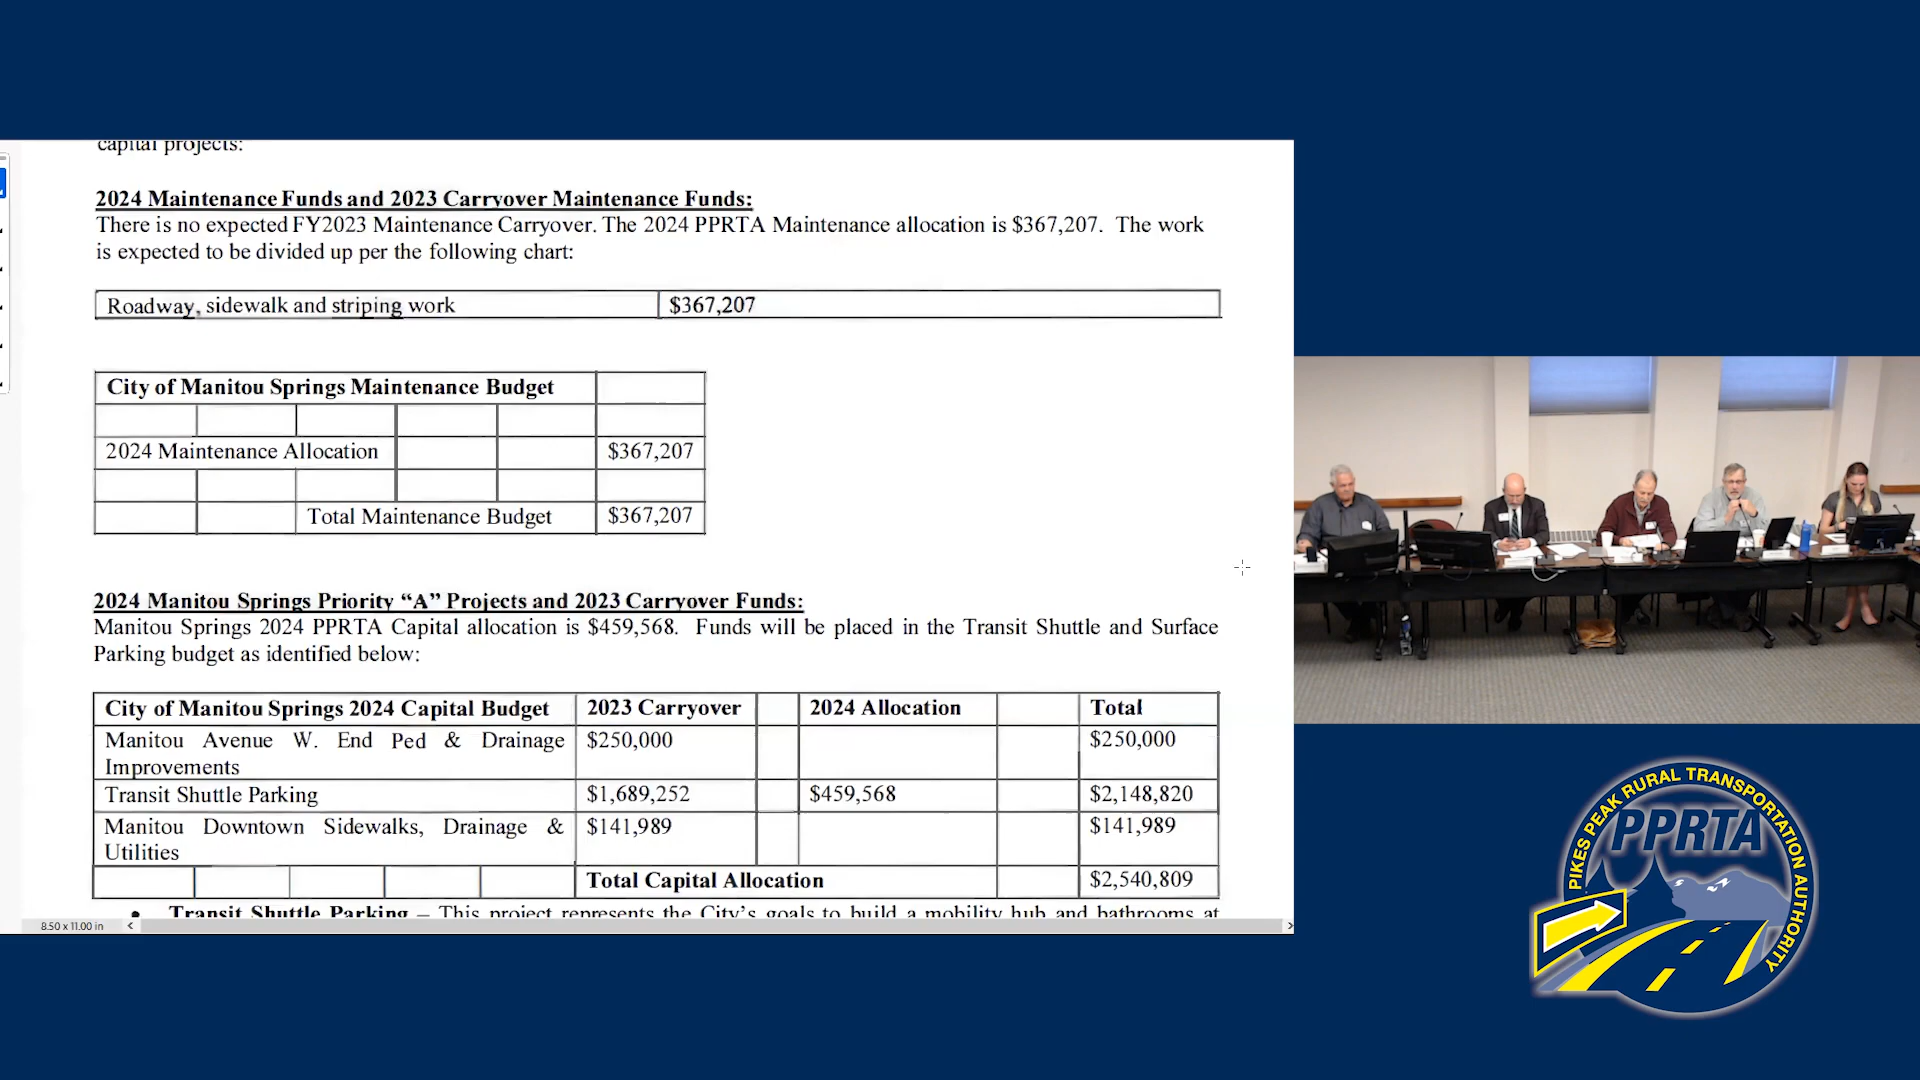 capital projects:
2024 Maintenance Funds and 2023 Carryover Maintenance Funds:
There is no expected FY2023 Maintenance Carryover. The 2024 PPRTA Maintenance allocation is $367,207. The work
is expected to be divided up per the following chart:
Roadway, sidewalk and striping work $367,207
City of Manitou Springs Maintenance Budget
2024 Maintenance Allocation $367,207
Total Maintenance Budget $367,207
2024 Manitou Springs Priority “A” Projects and 2023 Carryover Funds:
Manitou Springs 2024 PPRTA Capital allocation is $459,568. Funds will be placed in the Transit Shuttle and Surface
Parking budget as identified below:
City of Manitou Springs 2024 Capital Budget 2023 Carryover 2024 Allocation Total
Manitou Avenue W. End Ped & Drainage $250,000 $250,000
Improvements
Transit Shuttle Parking $1,689,252 $459,568 $2,148,820
Manitou Downtown Sidewalks, Drainage & $141,989 $141,989
Utilities
Total Capital Allocation $2,540,809
• Transit Shuttle Parking – This project represents the City’s goals to build a mobility hub and bathrooms at
8.50 x 11.00 in
PIKES PEAK RURAL TRANSPORTATION AUTHORITY
PPRTA